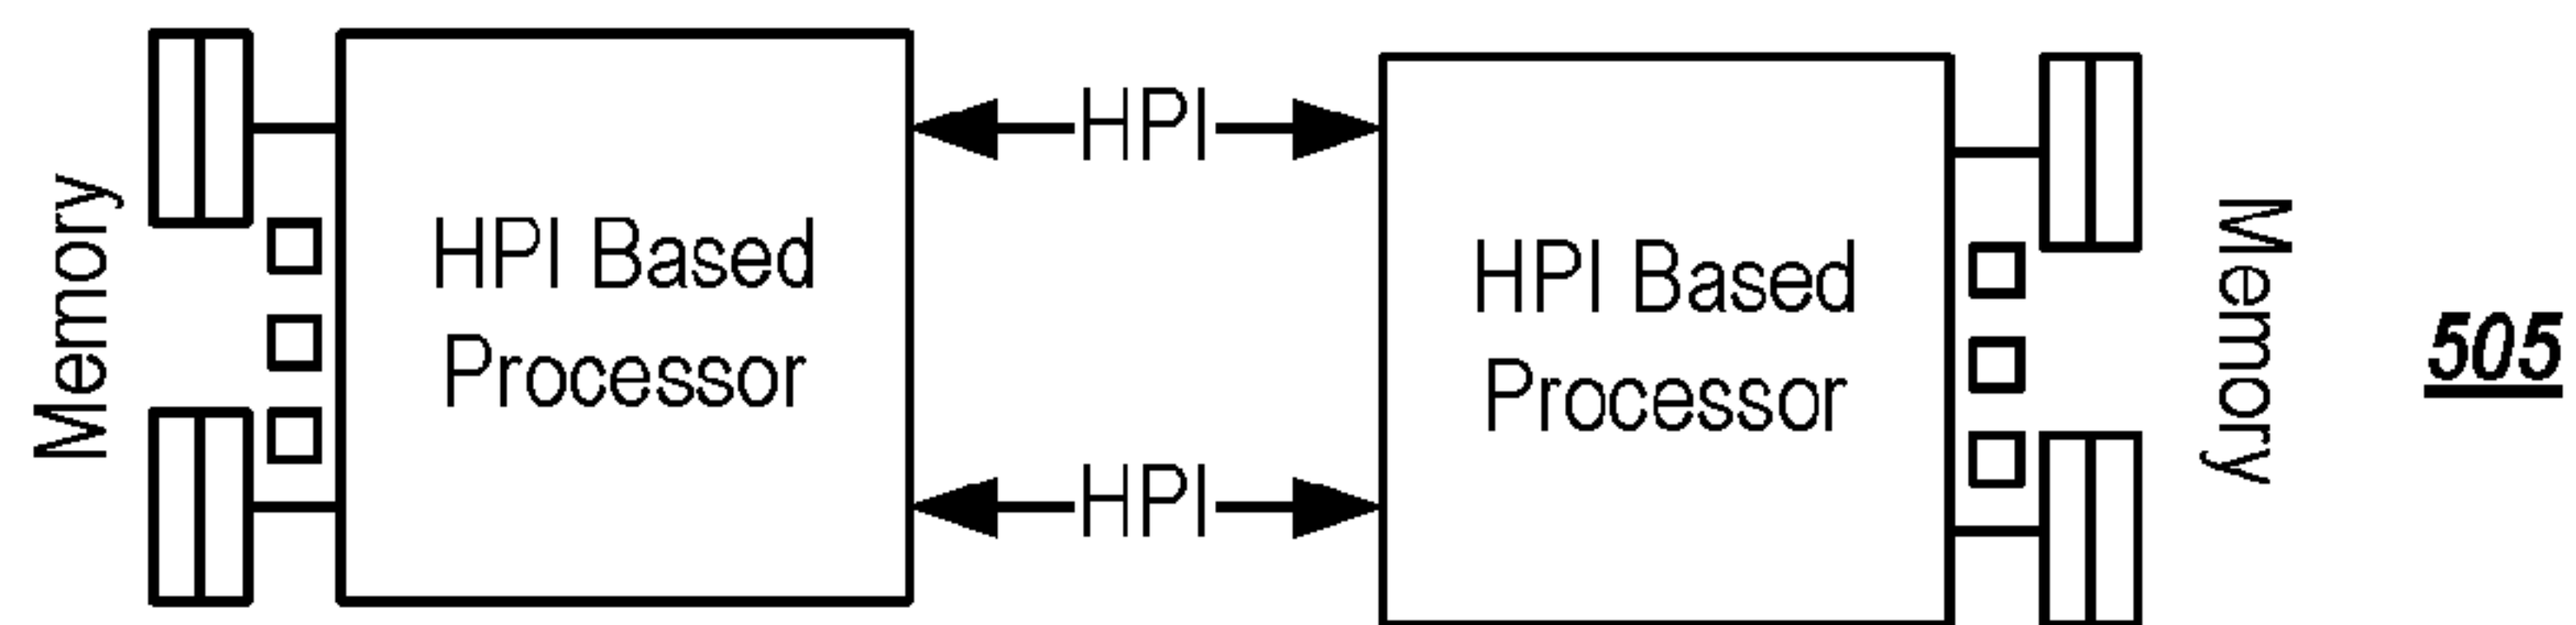 Memory
HPI Based
Processor
HPI
HPI
HPI Based
Processor
Memory
505